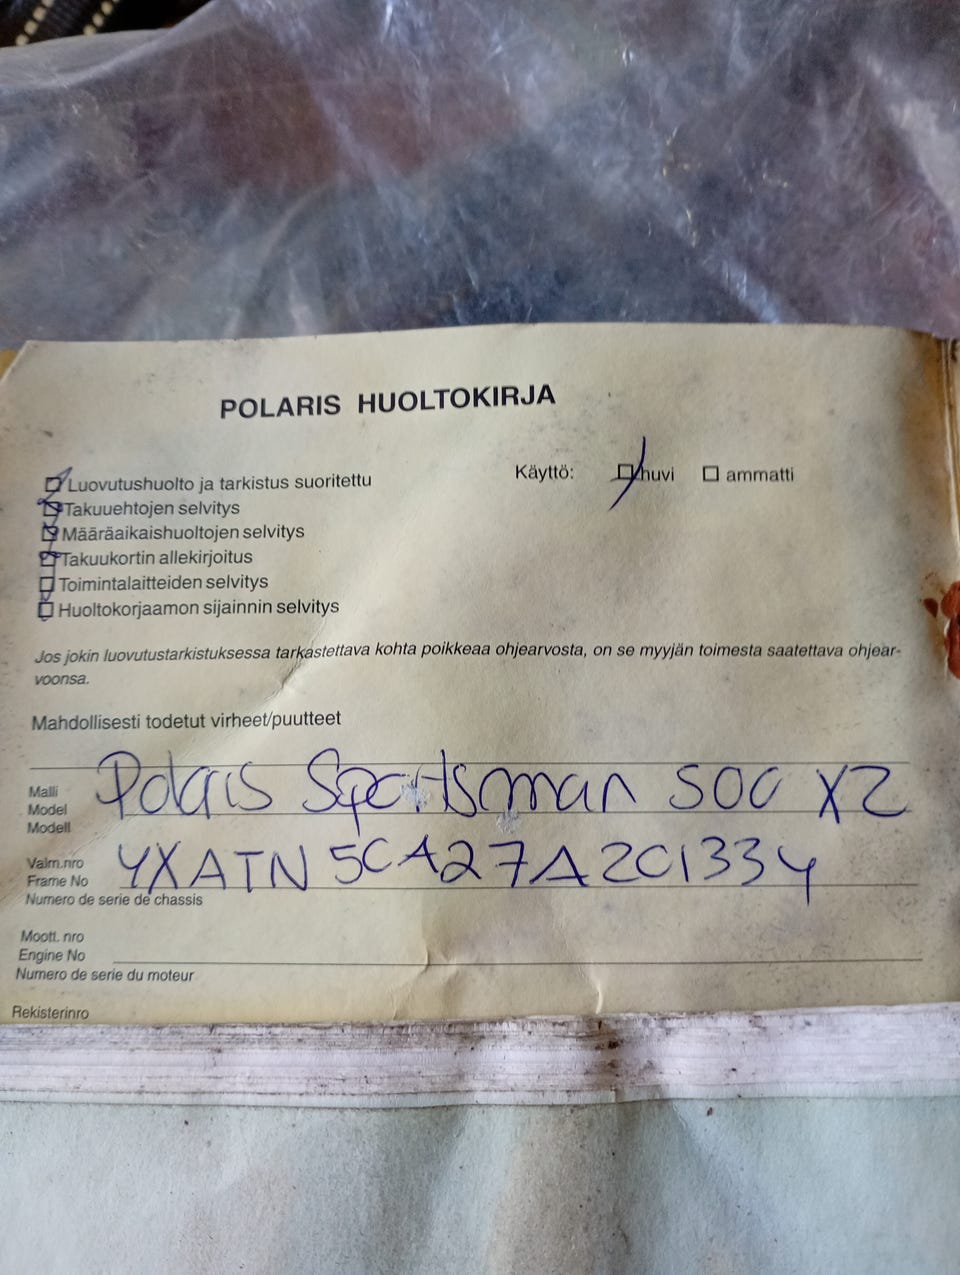 POLARIS HUOLTOKIRJA
Luovutushuolto ja tarkistus suoritettu
Takuuehtojen selvitys
Määräaikaishuoltojen selvitys
Takuukortin allekirjoitus
Toimintalaitteiden selvitys
Huoltokorjaamon sijainnin selvitys
Käyttö: huvi ammatti
Jos jokin luovutustarkistuksessa tarkastettava kohta poikkeaa ohjearvosta, on se myyjän toimesta saatettava ohjear-
voonsa.
Mahdollisesti todetut virheet/puutteet
Malli
Model
Modell
Polaris Sportsman 500 X2
Valm.nro
Frame No
Numero de serie de chassis
4XATN50A27A201334
Moott. nro
Engine No
Numero de serie du moteur
Rekisterinro